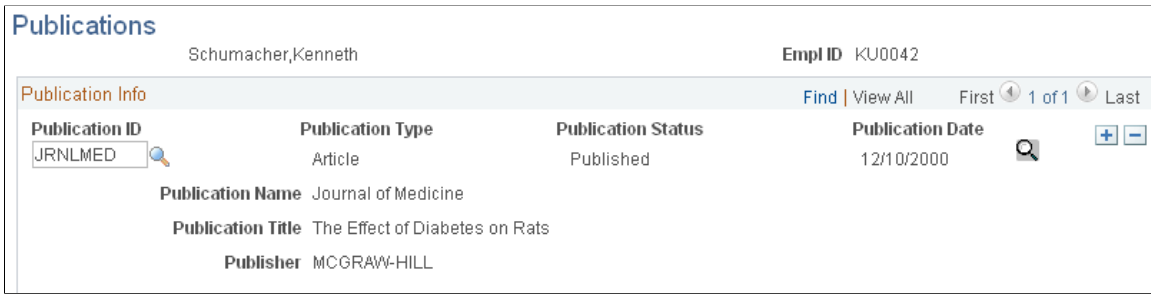 Publications
Schumacher,Kenneth Empl ID KU0042
Publication Info Find | View All First 1 of 1 Last
Publication ID Publication Type Publication Status Publication Date
JRNLMED Article Published 12/10/2000
Publication Name Journal of Medicine
Publication Title The Effect of Diabetes on Rats
Publisher MCGRAW-HILL